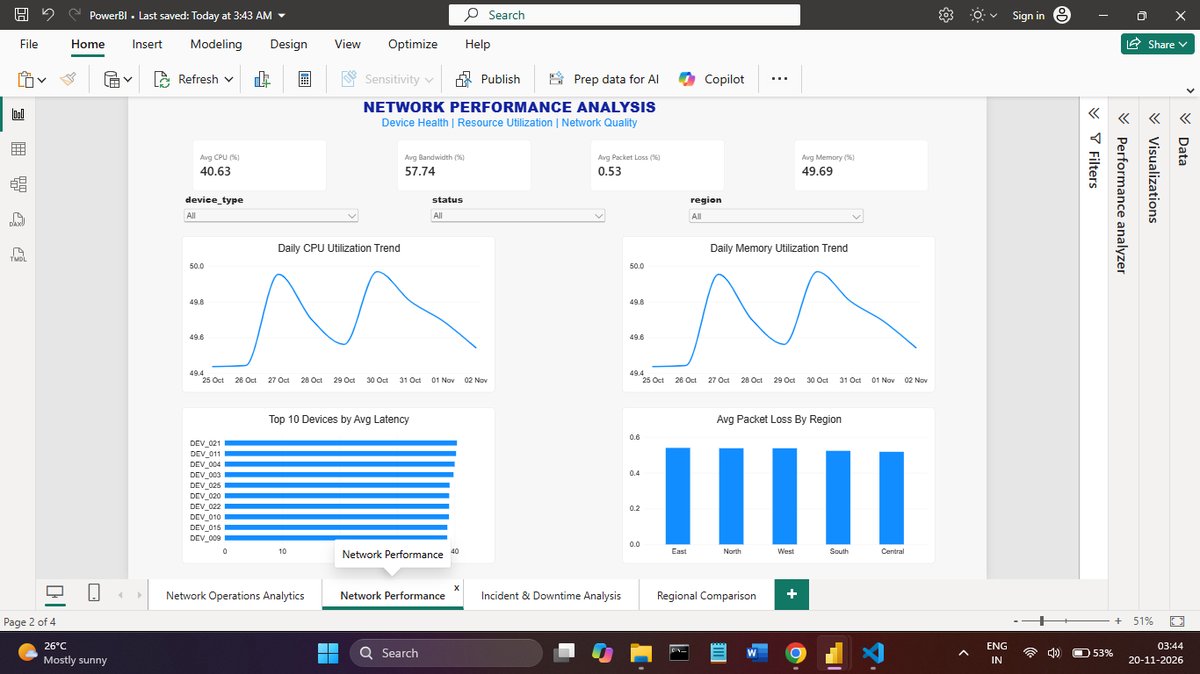 PowerBI • Last saved: Today at 3:43 AM
Search
Sign in
File Home Insert Modeling Design View Optimize Help
Share
Refresh
Sensitivity
Publish
Prep data for AI
Copilot
NETWORK PERFORMANCE ANALYSIS
Device Health | Resource Utilization | Network Quality
Avg CPU (%)
40.63
Avg Bandwidth (%)
57.74
Avg Packet Loss (%)
0.53
Avg Memory (%)
49.69
device_type
All
status
All
region
All
Daily CPU Utilization Trend
50.0
49.8
49.6
49.4
25 Oct 26 Oct 27 Oct 28 Oct 29 Oct 30 Oct 31 Oct 01 Nov 02 Nov
Daily Memory Utilization Trend
50.0
49.8
49.6
49.4
25 Oct 26 Oct 27 Oct 28 Oct 29 Oct 30 Oct 31 Oct 01 Nov 02 Nov
Top 10 Devices by Avg Latency
DEV_021
DEV_011
DEV_004
DEV_003
DEV_025
DEV_020
DEV_022
DEV_010
DEV_015
DEV_009
0 10 40
Network Performance
Avg Packet Loss By Region
0.6
0.4
0.2
0.0
East North West South Central
Filters
Performance analyzer
Visualizations
Data
DAX
TMDL
Network Operations Analytics
Network Performance
x
Incident & Downtime Analysis
Regional Comparison
+
Page 2 of 4
- + 51%
26°C
Mostly sunny
Search
ENG
IN
53%
03:44
20-11-2026